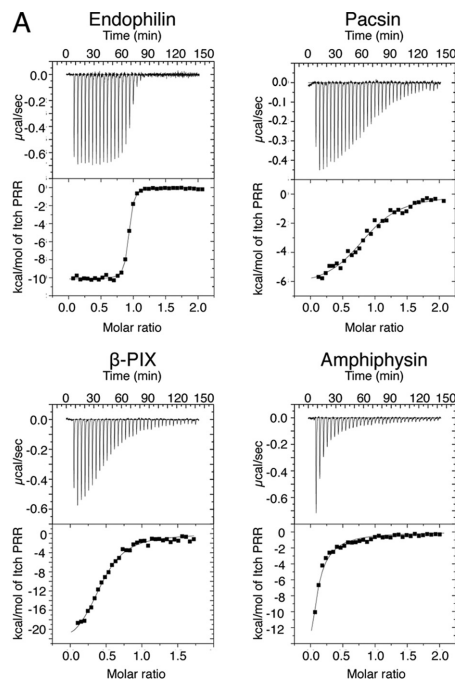 A
Endophilin
Time (min)
0 30 60 90 120 150
0.0
-0.2
-0.4
-0.6
µcal/sec
0
-2
-4
-6
-8
-10
kcal/mol of Itch PRR
0.0 0.5 1.0 1.5 2.0
Molar ratio
Pacsin
Time (min)
0 30 60 90 120 150
0.0
-0.1
-0.2
-0.3
-0.4
-0.5
µcal/sec
0
-2
-4
-6
kcal/mol of Itch PRR
0.0 0.5 1.0 1.5 2.0
Molar ratio
β-PIX
Time (min)
0 30 60 90 120 150
0.0
-0.2
-0.4
-0.6
µcal/sec
0
-4
-8
-12
-16
-20
kcal/mol of Itch PRR
0.0 0.5 1.0 1.5
Molar ratio
Amphiphysin
Time (min)
0 30 60 90 120 150
0.0
-0.2
-0.4
-0.6
µcal/sec
0
-2
-4
-6
-8
-10
-12
kcal/mol of Itch PRR
0.0 0.5 1.0 1.5 2.0
Molar ratio